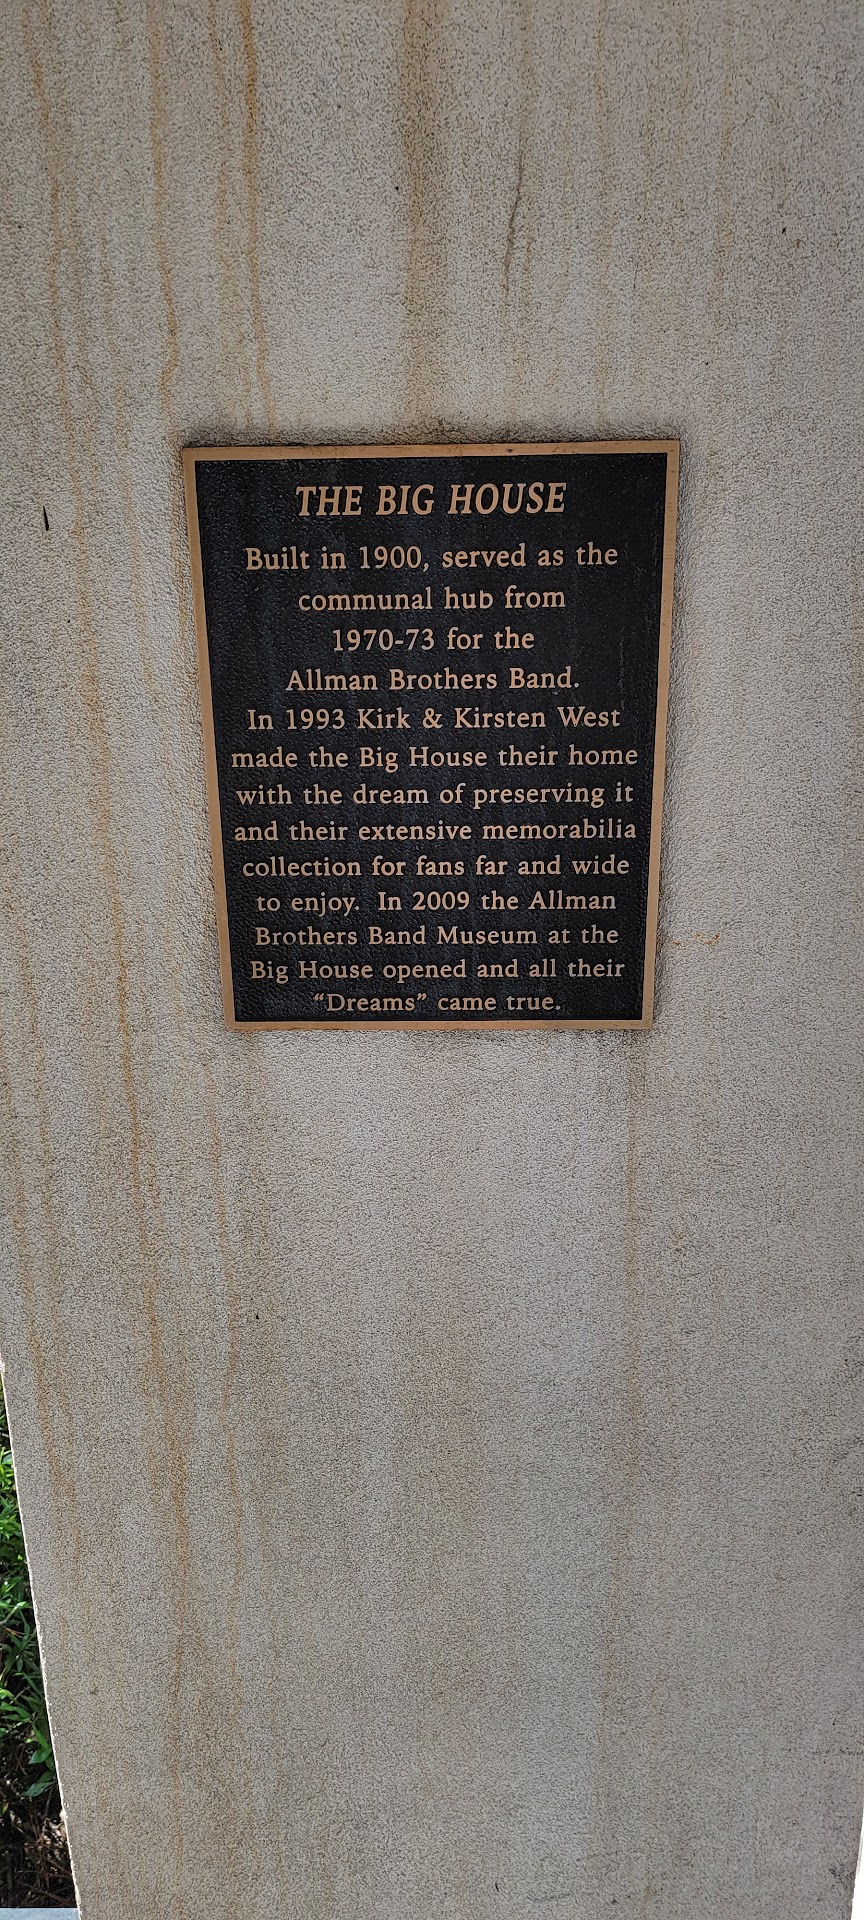 THE BIG HOUSE
Built in 1900, served as the
communal hub from
1970-73 for the
Allman Brothers Band.
In 1993 Kirk & Kirsten West
made the Big House their home
with the dream of preserving it
and their extensive memorabilia
collection for fans far and wide
to enjoy. In 2009 the Allman
Brothers Band Museum at the
Big House opened and all their
“Dreams” came true.